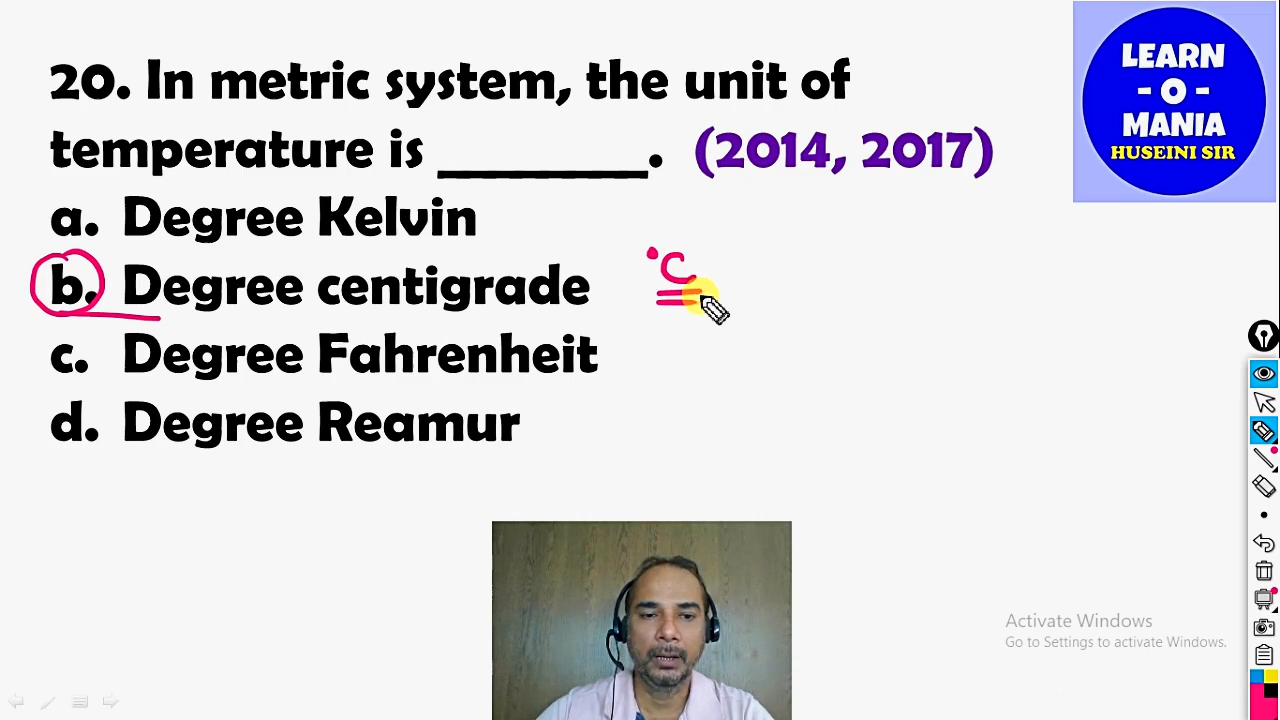 20. In metric system, the unit of
temperature is ________. (2014, 2017)
a. Degree Kelvin
b. Degree centigrade
°C
c. Degree Fahrenheit
d. Degree Reamur
LEARN
- O -
MANIA
HUSEINI SIR
Activate Windows
Go to Settings to activate Windows.